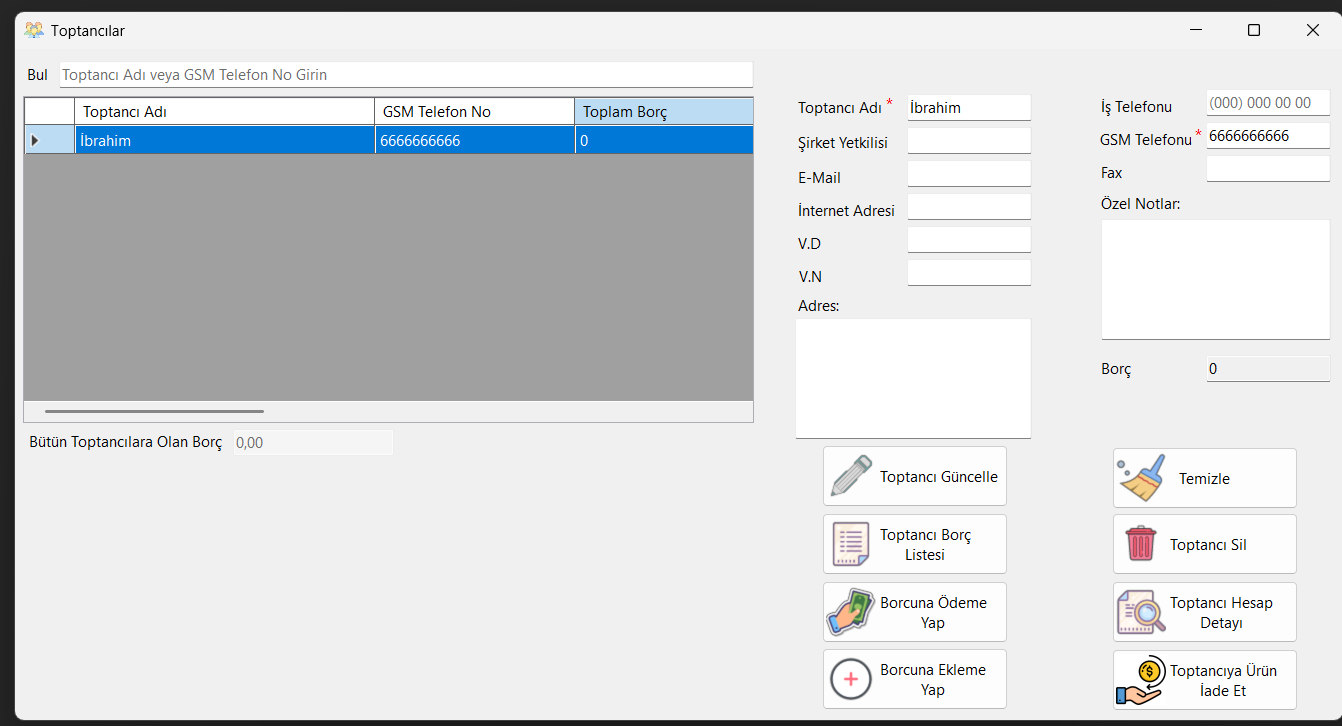 Toptancılar
Bul
Toptancı Adı veya GSM Telefon No Girin
Toptancı Adı
GSM Telefon No
Toplam Borç
İbrahim
6666666666
0
Bütün Toptancılara Olan Borç
0,00
Toptancı Adı *
İbrahim
Şirket Yetkilisi
E-Mail
İnternet Adresi
V.D
V.N
Adres:
İş Telefonu
(000) 000 00 00
GSM Telefonu *
6666666666
Fax
Özel Notlar:
Borç
0
Toptancı Güncelle
Temizle
Toptancı Borç
Listesi
Toptancı Sil
Borcuna Ödeme
Yap
Toptancı Hesap
Detayı
Borcuna Ekleme
Yap
Toptancıya Ürün
İade Et